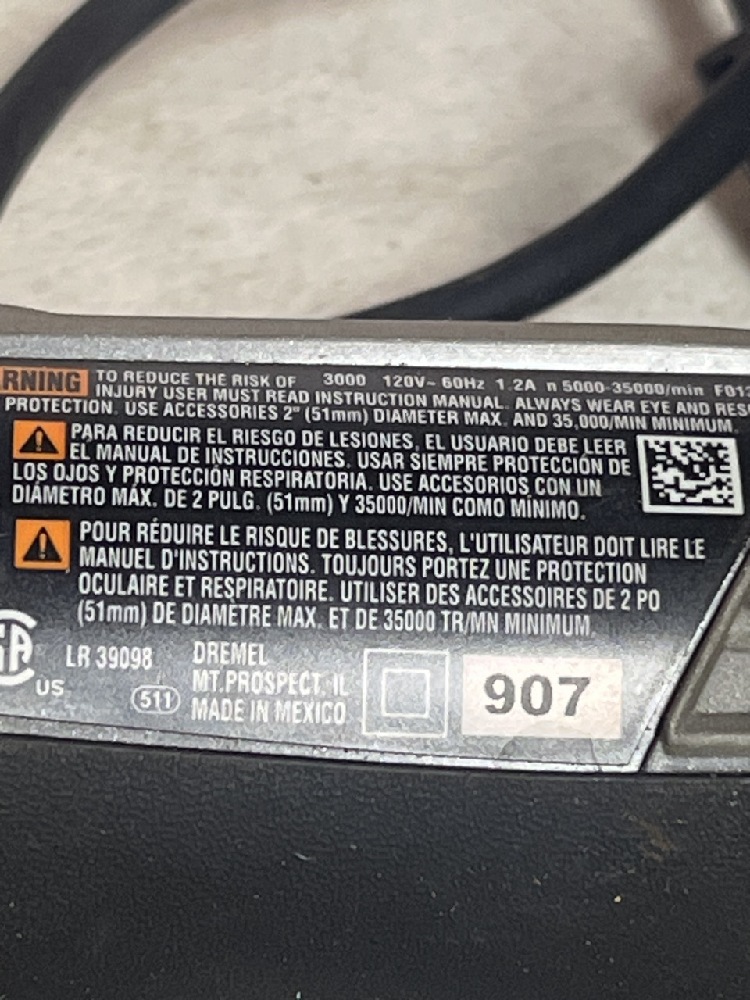 RNING TO REDUCE THE RISK OF 3000 120V~ 60Hz 1.2A n 5000-35000/min F013
INJURY USER MUST READ INSTRUCTION MANUAL. ALWAYS WEAR EYE AND RES
PROTECTION. USE ACCESSORIES 2" (51mm) DIAMETER MAX. AND 35,000/MIN MINIMUM.
PARA REDUCIR EL RIESGO DE LESIONES, EL USUARIO DEBE LEER
EL MANUAL DE INSTRUCCIONES. USAR SIEMPRE PROTECCIÓN DE
LOS OJOS Y PROTECCIÓN RESPIRATORIA. USE ACCESORIOS CON UN
DIÁMETRO MÁX. DE 2 PULG. (51mm) Y 35000/MIN COMO MÍNIMO.
POUR RÉDUIRE LE RISQUE DE BLESSURES, L'UTILISATEUR DOIT LIRE LE
MANUEL D'INSTRUCTIONS. TOUJOURS PORTEZ UNE PROTECTION
OCULAIRE ET RESPIRATOIRE. UTILISER DES ACCESSOIRES DE 2 PO
(51mm) DE DIAMETRE MAX. ET DE 35000 TR/MN MINIMUM.
SA US
LR 39098
511
DREMEL
MT.PROSPECT, IL
MADE IN MEXICO
907